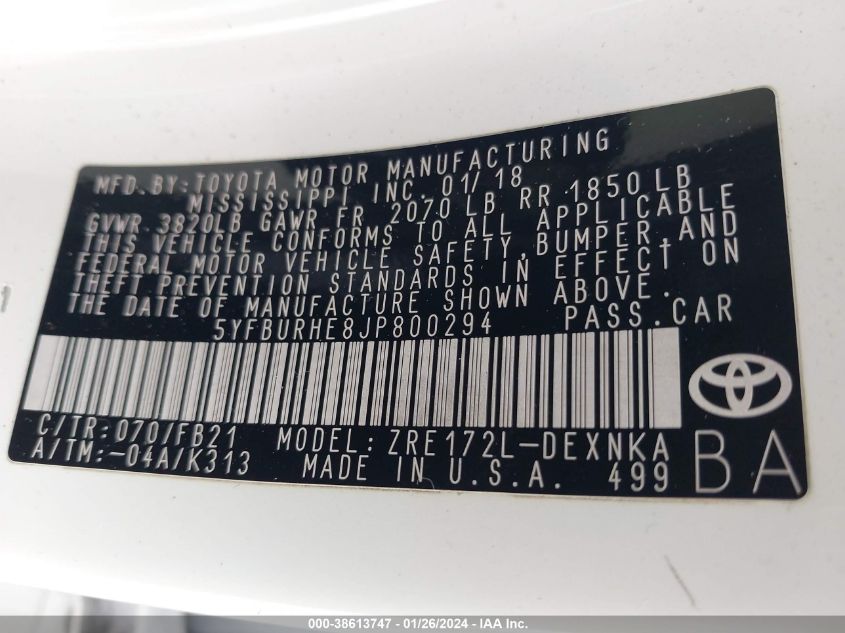 MFD. BY: TOYOTA MOTOR MANUFACTURING
MISSISSIPPI INC. 01/18
GVWR 3820LB GAWR FR 2070 LB RR 1850 LB
THIS VEHICLE CONFORMS TO ALL APPLICABLE
FEDERAL MOTOR VEHICLE SAFETY, BUMPER, AND
THEFT PREVENTION STANDARDS IN EFFECT ON
THE DATE OF MANUFACTURE SHOWN ABOVE.
5YFBURHE8JP800294 PASS. CAR
C/TR: 070/FB21 MODEL: ZRE172L-DEXNKA
A/TM: -04A/K313 MADE IN U.S.A. 499
BA
000-38613747 - 01/26/2024 - IAA Inc.